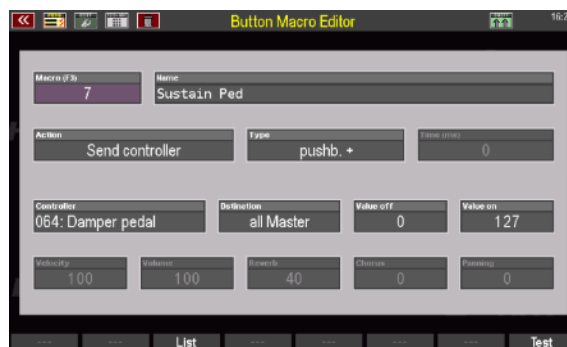 Button Macro Editor
16:2
Macro (F3)
Name
7
Sustain Ped
Action
Type
Time (ms)
Send controller
pushb. +
0
Controller
Dstination
Value off
Value on
064: Damper pedal
all Master
0
127
Velocity
Volume
Reverb
Chorus
Panning
100
100
40
0
0
--- --- List --- --- --- --- Test